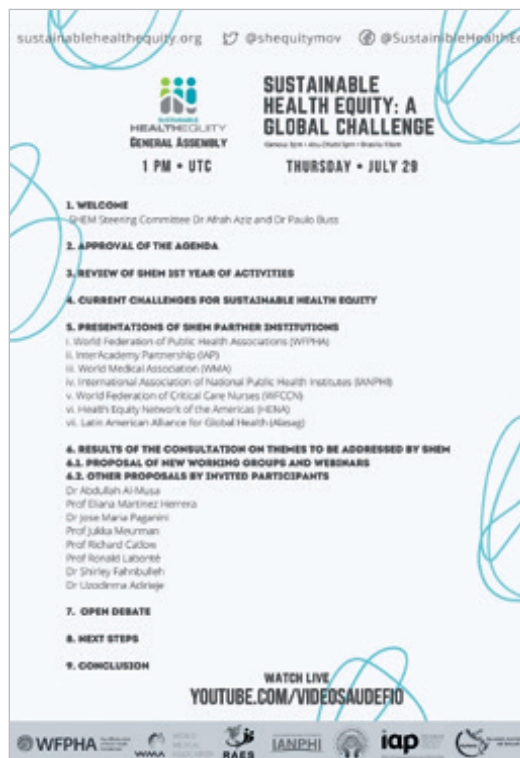 sustainablehealthequity.org @shequitymov @SustainibleHealthEq
SUSTAINABLE
HEALTHEQUITY
GENERAL ASSEMBLY
1 PM • UTC
SUSTAINABLE
HEALTH EQUITY: A
GLOBAL CHALLENGE
THURSDAY • JULY 29
1. WELCOME
SHEM Steering Committee Dr Afrah Aziz and Dr Paulo Buss
2. APPROVAL OF THE AGENDA
3. REVIEW OF SHEM 1ST YEAR OF ACTIVITIES
4. CURRENT CHALLENGES FOR SUSTAINABLE HEALTH EQUITY
5. PRESENTATIONS OF SHEM PARTNER INSTITUTIONS
i. World Federation of Public Health Associations (WFPHA)
ii. InterAcademy Partnership (IAP)
iii. World Medical Association (WMA)
iv. International Association of National Public Health Institutes (IANPHI)
v. World Federation of Critical Care Nurses (WFCCN)
vi. Health Equity Network of the Americas (HENA)
vii. Latin American Alliance for Global Health (Alasag)
6. RESULTS OF THE CONSULTATION ON THEMES TO BE ADDRESSED BY SHEM
6.1. PROPOSAL OF NEW WORKING GROUPS AND WEBINARS
6.2. OTHER PROPOSALS BY INVITED PARTICIPANTS
Dr Abdullah Al-Musa
Prof Eliana Martinez Herrera
Dr Jose Maria Paganini
Prof Jukka Meurman
Prof Richard Catlow
Prof Ronald Labonté
Dr Shirley Fahnbulleh
Dr Uzodinma Adirieje
7. OPEN DEBATE
8. NEXT STEPS
9. CONCLUSION
WATCH LIVE
YOUTUBE.COM/VIDEOSAUDEFIO
WFPHA WMA RAES IANPHI iap